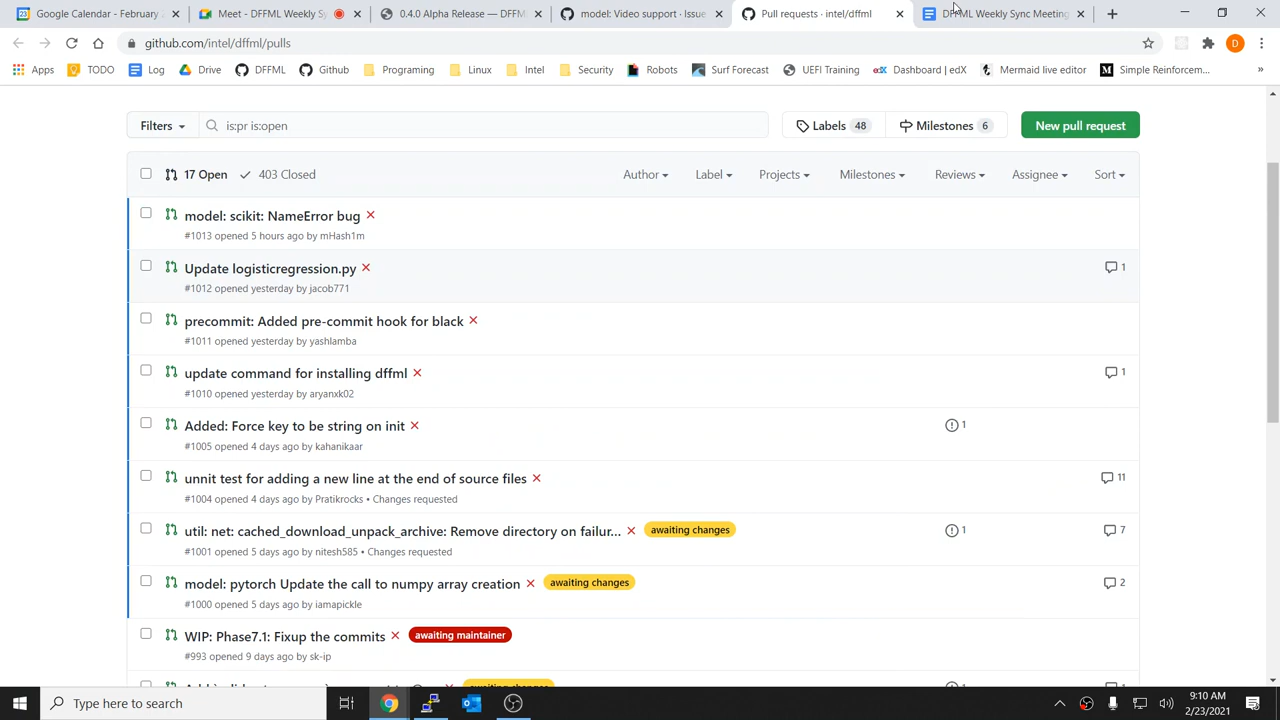 Google Calendar - February
Meet - DFFML Weekly Sy
0.4.0 Alpha Release — DFFM
model: Video support · Issue
Pull requests · intel/dffml
DFFML Weekly Sync Meeting
github.com/intel/dffml/pulls
D
Apps
TODO
Log
Drive
DFFML
Github
Programing
Linux
Intel
Security
Robots
Surf Forecast
UEFI Training
edX
Dashboard | edX
Mermaid live editor
Simple Reinforcem...
»
Filters
is:pr is:open
Labels 48
Milestones 6
New pull request
17 Open
403 Closed
Author
Label
Projects
Milestones
Reviews
Assignee
Sort
model: scikit: NameError bug
#1013 opened 5 hours ago by mHash1m
Update logisticregression.py
1
#1012 opened yesterday by jacob771
precommit: Added pre-commit hook for black
#1011 opened yesterday by yashlamba
update command for installing dffml
1
#1010 opened yesterday by aryanxk02
Added: Force key to be string on init
1
#1005 opened 4 days ago by kahanikaar
unnit test for adding a new line at the end of source files
11
#1004 opened 4 days ago by Pratikrocks • Changes requested
util: net: cached_download_unpack_archive: Remove directory on failur...
awaiting changes
1
7
#1001 opened 5 days ago by nitesh585 • Changes requested
model: pytorch Update the call to numpy array creation
awaiting changes
2
#1000 opened 5 days ago by iamapickle
WIP: Phase7.1: Fixup the commits
awaiting maintainer
#993 opened 9 days ago by sk-ip
awaiting changes
Type here to search
9:10 AM
2/23/2021